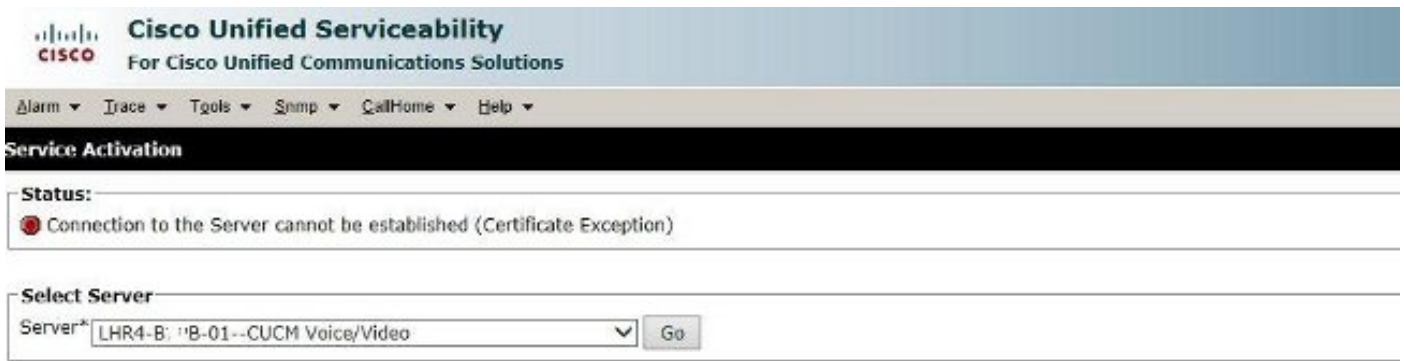 CISCO
Cisco Unified Serviceability
For Cisco Unified Communications Solutions
Alarm Trace Tools Snmp CallHome Help
Service Activation
Status:
Connection to the Server cannot be established (Certificate Exception)
Select Server
Server* --CUCM Voice/Video Go